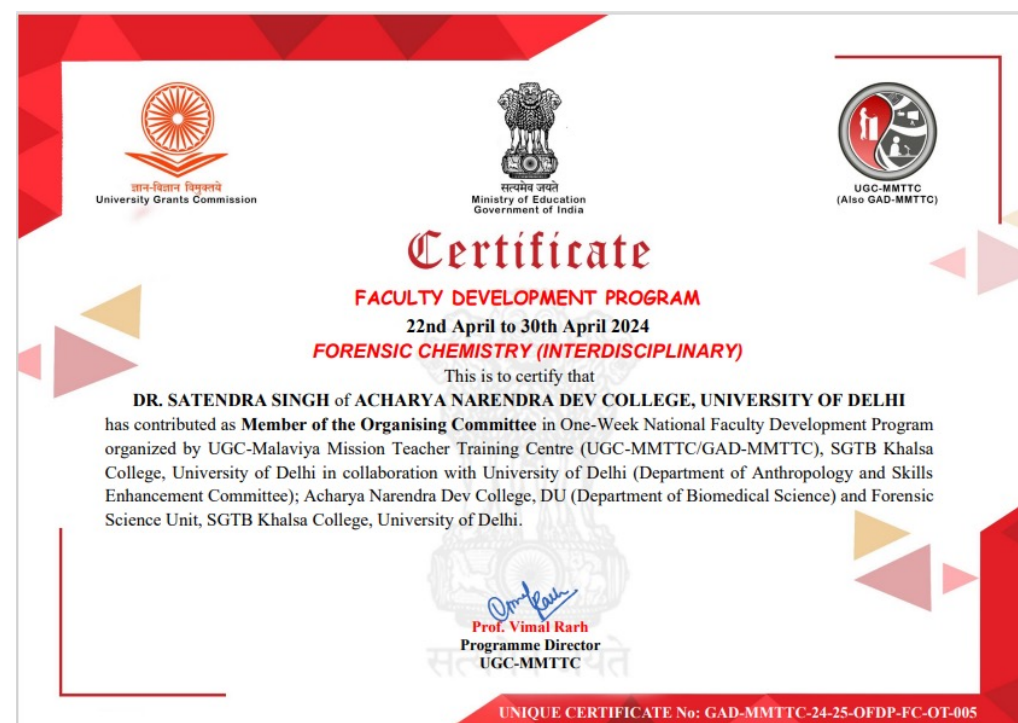 ज्ञान-विज्ञान विमुक्तये
University Grants Commission
सत्यमेव जयते
Ministry of Education
Government of India
UGC-MMTTC
(Also GAD-MMTTC)
Certificate
FACULTY DEVELOPMENT PROGRAM
22nd April to 30th April 2024
FORENSIC CHEMISTRY (INTERDISCIPLINARY)
This is to certify that
DR. SATENDRA SINGH of ACHARYA NARENDRA DEV COLLEGE, UNIVERSITY OF DELHI
has contributed as Member of the Organising Committee in One-Week National Faculty Development Program
organized by UGC-Malaviya Mission Teacher Training Centre (UGC-MMTTC/GAD-MMTTC), SGTB Khalsa
College, University of Delhi in collaboration with University of Delhi (Department of Anthropology and Skills
Enhancement Committee); Acharya Narendra Dev College, DU (Department of Biomedical Science) and Forensic
Science Unit, SGTB Khalsa College, University of Delhi.
Prof. Vimal Rarh
Programme Director
UGC-MMTTC
सत्यमेव जयते
UNIQUE CERTIFICATE No: GAD-MMTTC-24-25-OFDP-FC-OT-005